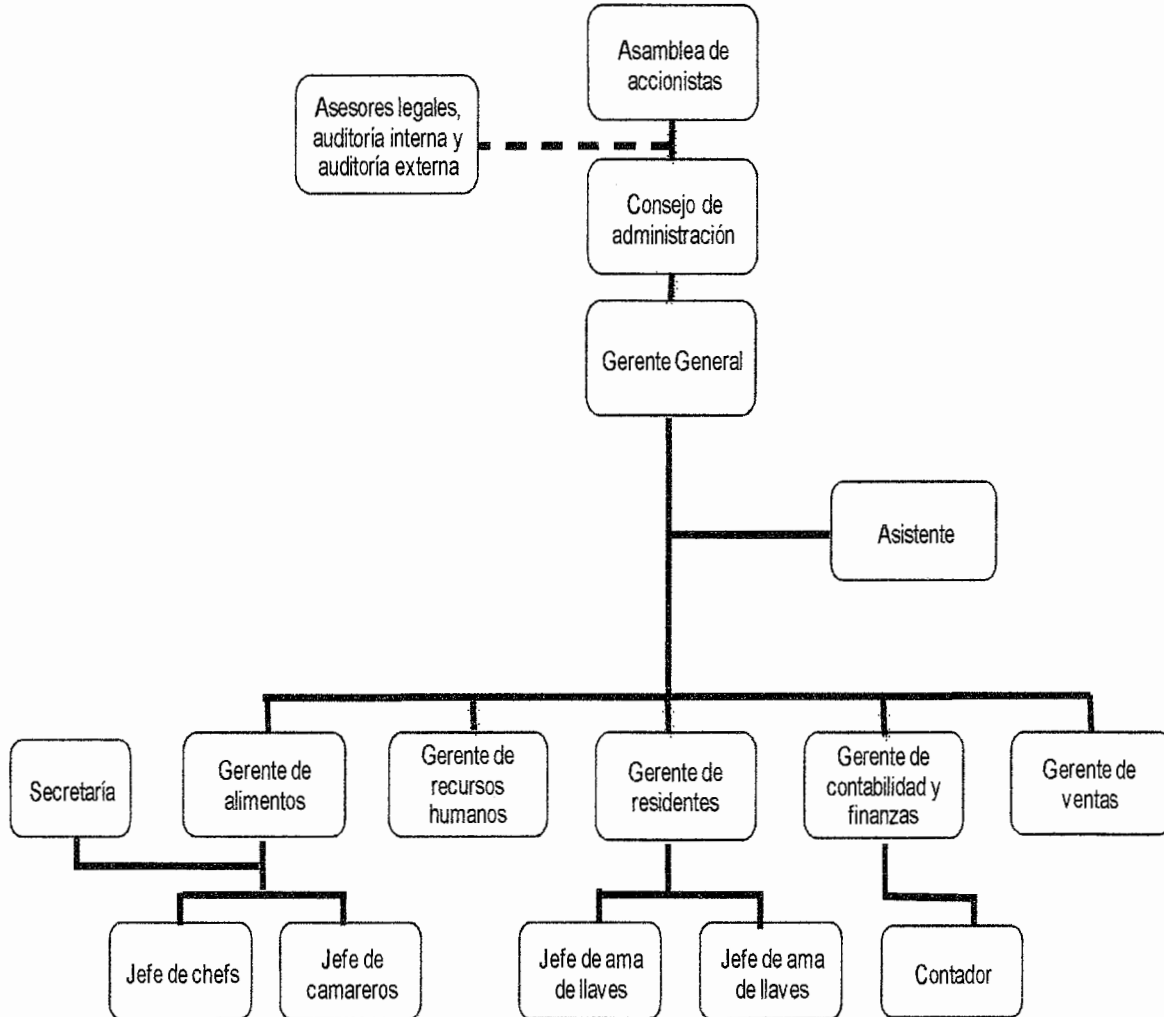 Asamblea de
accionistas
Asesores legales,
auditoría interna y
auditoría externa
Consejo de
administración
Gerente General
Asistente
Secretaría
Gerente de
alimentos
Gerente de
recursos
humanos
Gerente de
residentes
Gerente de
contabilidad y
finanzas
Gerente de
ventas
Jefe de chefs
Jefe de
camareros
Jefe de ama
de llaves
Jefe de ama
de llaves
Contador